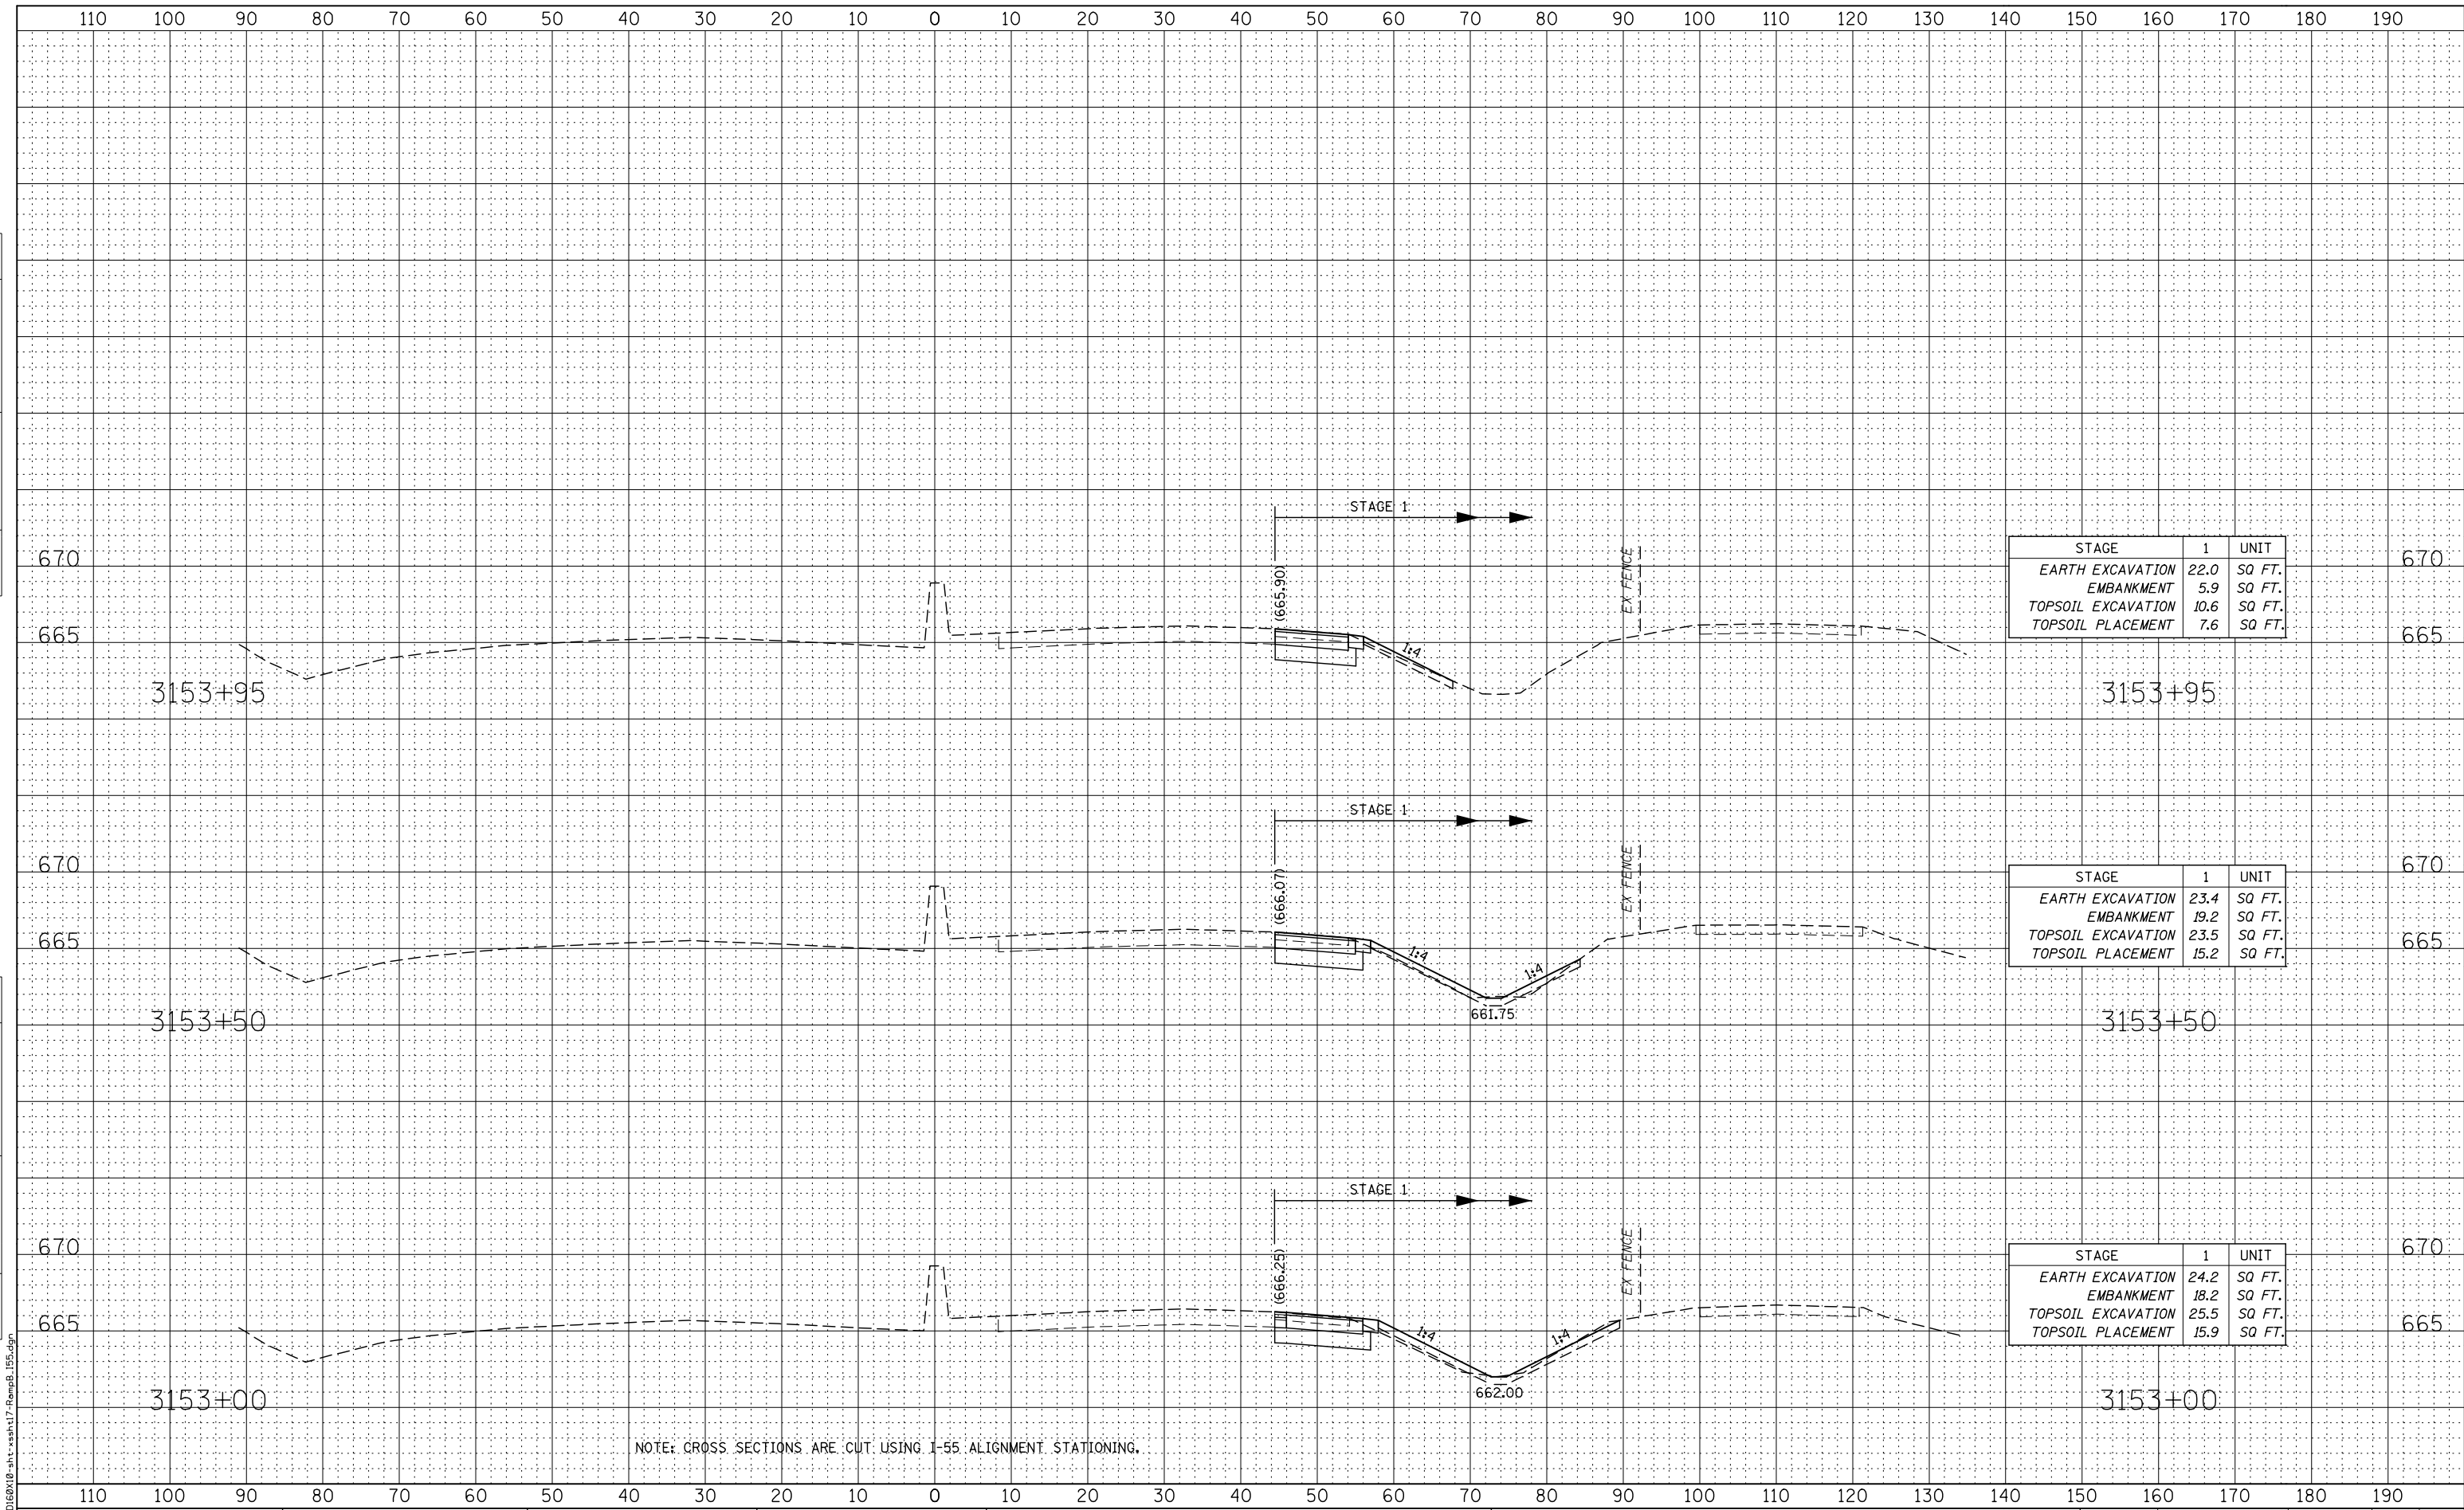 110 100 90 80 70 60 50 40 30 20 10 0 10 20 30 40 50 60 70 80 90 100 110 120 130 140 150 160 170 180 190
STAGE 1
(665.90)
EX FENCE
1:4
670 670
665 665
3153+95 3153+95
STAGE 1 UNIT
EARTH EXCAVATION 22.0 SQ FT.
EMBANKMENT 5.9 SQ FT.
TOPSOIL EXCAVATION 10.6 SQ FT.
TOPSOIL PLACEMENT 7.6 SQ FT.
STAGE 1
(666.07)
EX FENCE
1:4 1:4
661.75
670 670
665 665
3153+50 3153+50
STAGE 1 UNIT
EARTH EXCAVATION 23.4 SQ FT.
EMBANKMENT 19.2 SQ FT.
TOPSOIL EXCAVATION 23.5 SQ FT.
TOPSOIL PLACEMENT 15.2 SQ FT.
STAGE 1
(666.25)
EX FENCE
1:4 1:4
662.00
670 670
665 665
3153+00 3153+00
STAGE 1 UNIT
EARTH EXCAVATION 24.2 SQ FT.
EMBANKMENT 18.2 SQ FT.
TOPSOIL EXCAVATION 25.5 SQ FT.
TOPSOIL PLACEMENT 15.9 SQ FT.
NOTE: CROSS SECTIONS ARE CUT USING I-55 ALIGNMENT STATIONING.
D160X10-sht-xssht17-RampB_155.dgn
110 100 90 80 70 60 50 40 30 20 10 0 10 20 30 40 50 60 70 80 90 100 110 120 130 140 150 160 170 180 190